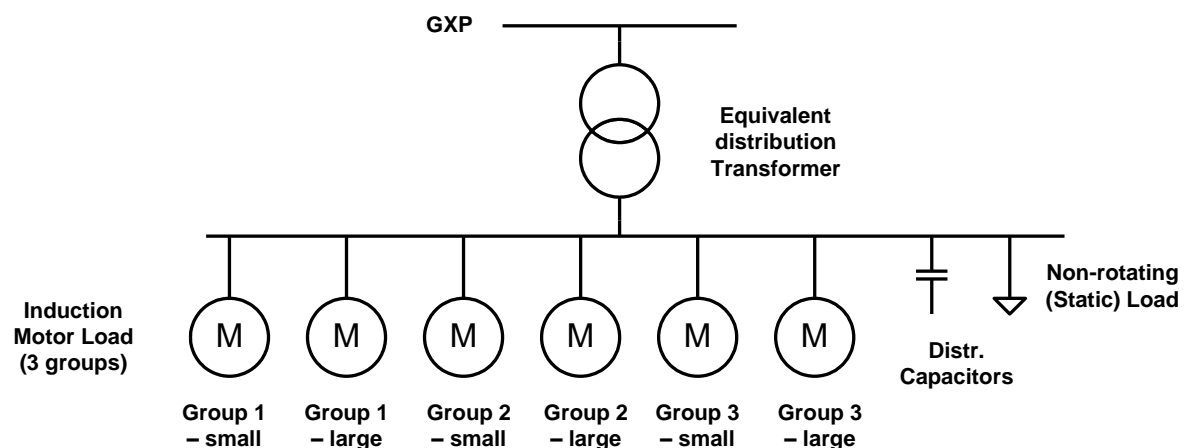 GXP
Equivalent
distribution
Transformer
Induction
Motor Load
(3 groups)
M
M
M
M
M
M
Non-rotating
(Static) Load
Distr.
Capacitors
Group 1
– small
Group 1
– large
Group 2
– small
Group 2
– large
Group 3
– small
Group 3
– large